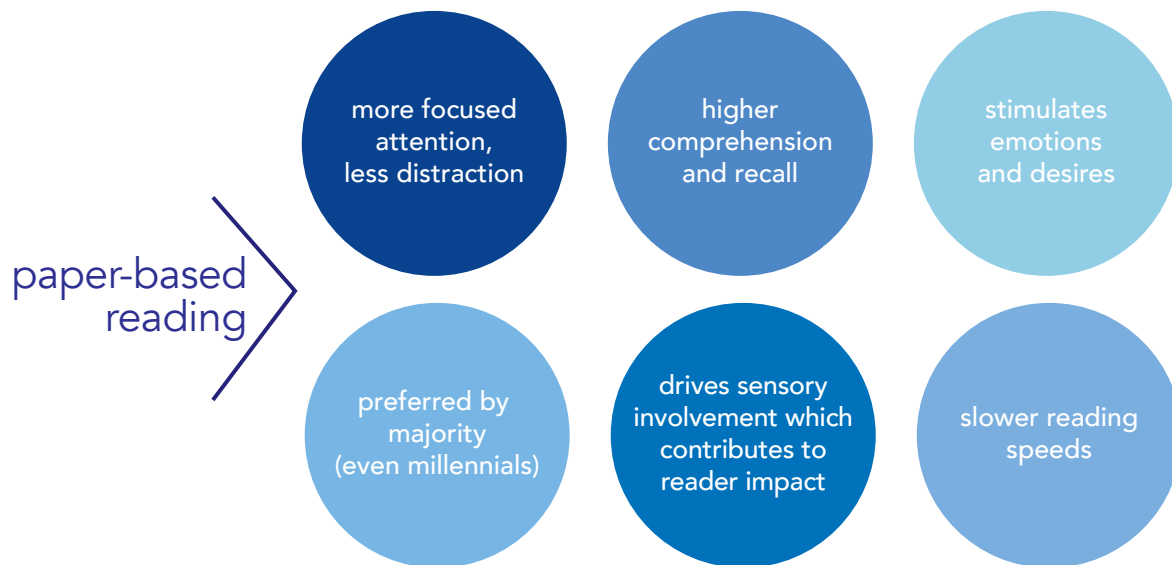 paper-based
reading
more focused
attention,
less distraction
higher
comprehension
and recall
stimulates
emotions
and desires
preferred by
majority
(even millennials)
drives sensory
involvement which
contributes to
reader impact
slower reading
speeds